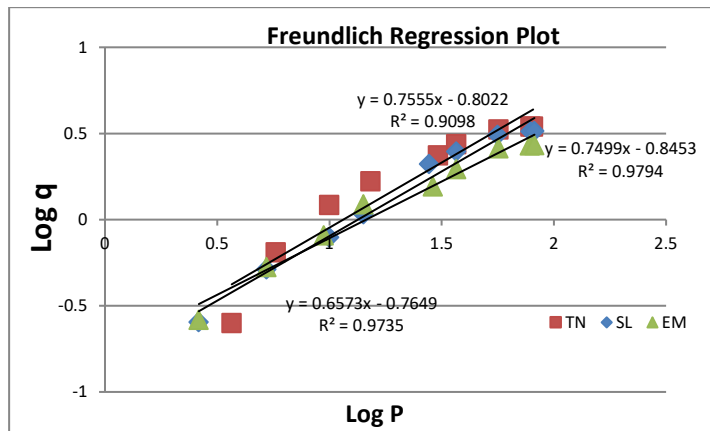 Freundlich Regression Plot
1
y = 0.7555x - 0.8022
R² = 0.9098
0.5
y = 0.7499x - 0.8453
R² = 0.9794
Log q
0
0 0.5 1 1.5 2 2.5
-0.5
y = 0.6573x - 0.7649
R² = 0.9735
TN SL EM
-1
Log P